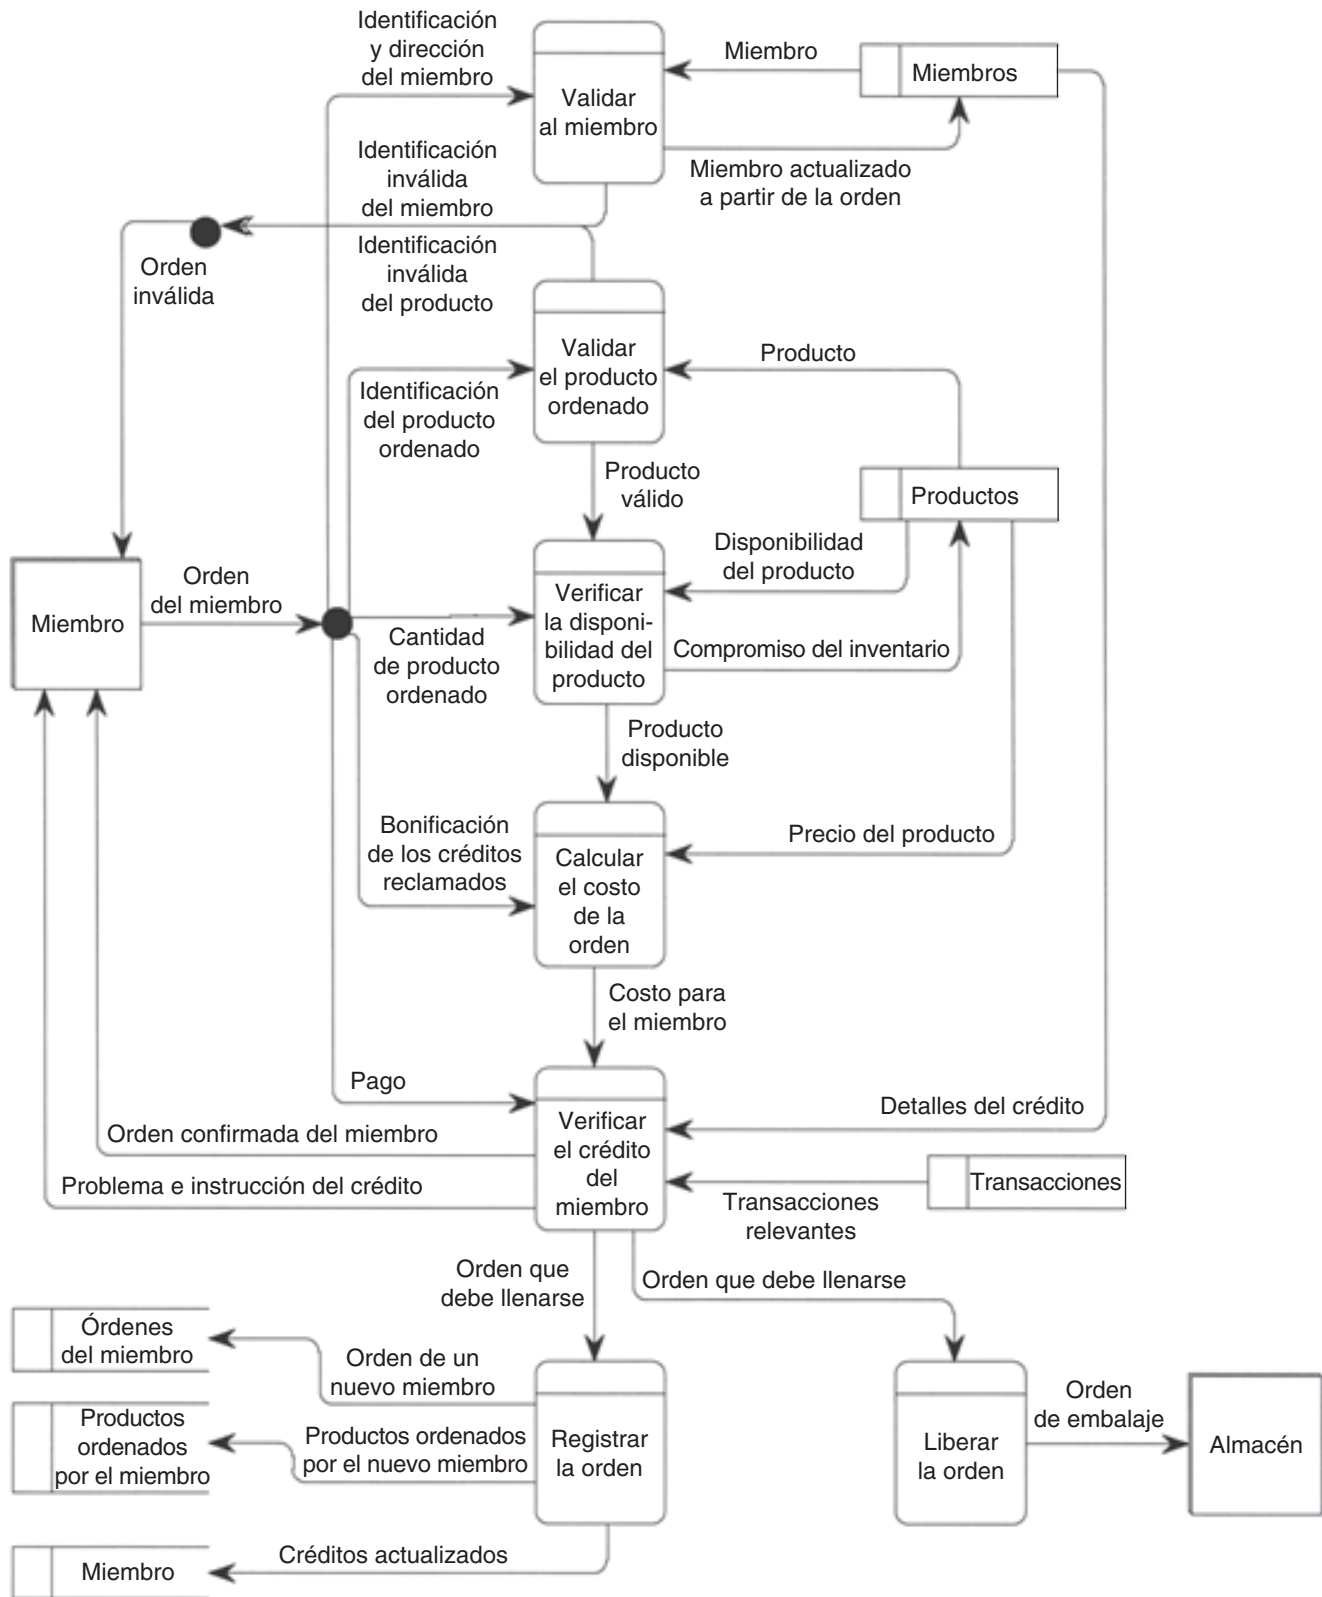 Identificación
y dirección
del miembro
Validar
al miembro
Miembro
Miembros
Identificación
inválida
del miembro
Miembro actualizado
a partir de la orden
Orden
inválida
Identificación
inválida
del producto
Validar
el producto
ordenado
Producto
Identificación
del producto
ordenado
Producto
válido
Productos
Disponibilidad
del producto
Miembro
Orden
del miembro
Verificar
la disponi-
bilidad del
producto
Cantidad
de producto
ordenado
Compromiso del inventario
Producto
disponible
Bonificación
de los créditos
reclamados
Calcular
el costo
de la
orden
Precio del producto
Costo para
el miembro
Pago
Verificar
el crédito
del
miembro
Detalles del crédito
Orden confirmada del miembro
Problema e instrucción del crédito
Transacciones
Transacciones
relevantes
Orden que
debe llenarse
Orden que debe llenarse
Órdenes
del miembro
Orden de un
nuevo miembro
Productos
ordenados
por el miembro
Productos ordenados
por el nuevo miembro
Registrar
la orden
Liberar
la orden
Orden
de embalaje
Almacén
Miembro
Créditos actualizados